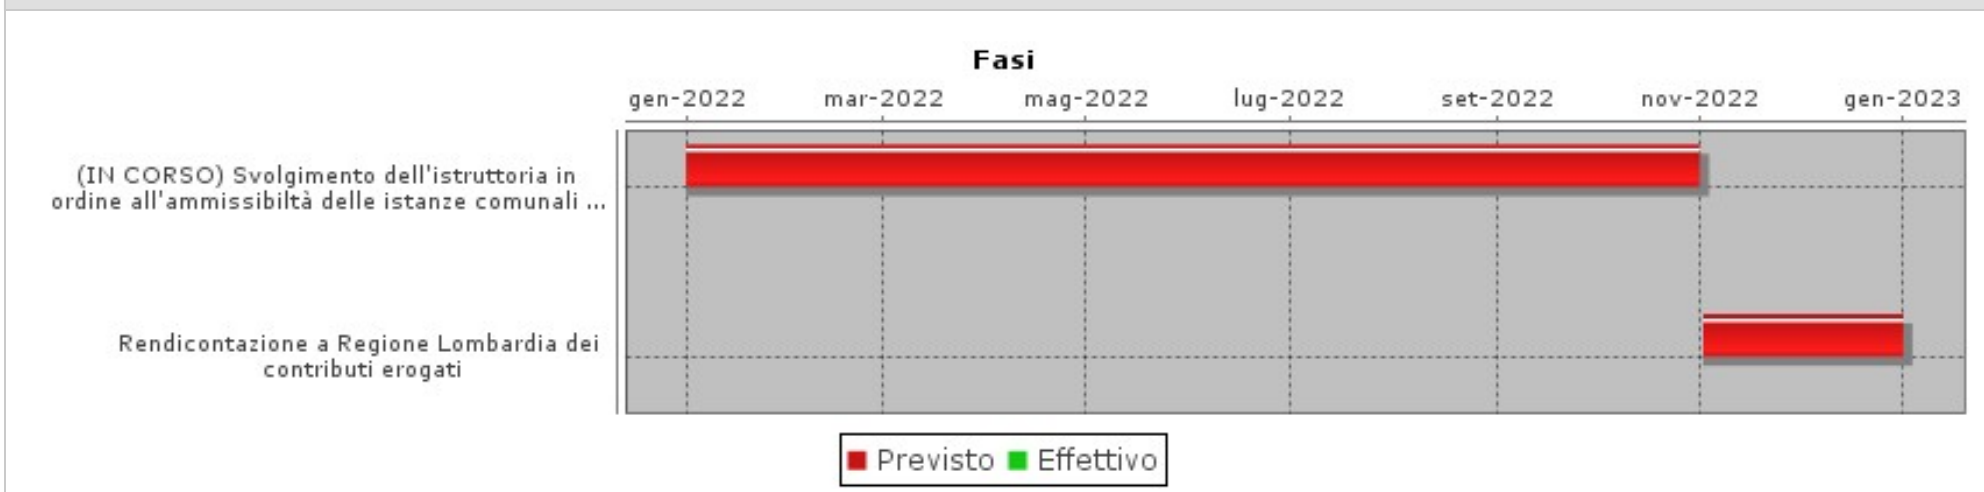 Fasi
gen-2022 mar-2022 mag-2022 lug-2022 set-2022 nov-2022 gen-2023
(IN CORSO) Svolgimento dell'istruttoria in
ordine all'ammissibiltà delle istanze comunali ...
Rendicontazione a Regione Lombardia dei
contributi erogati
Previsto Effettivo